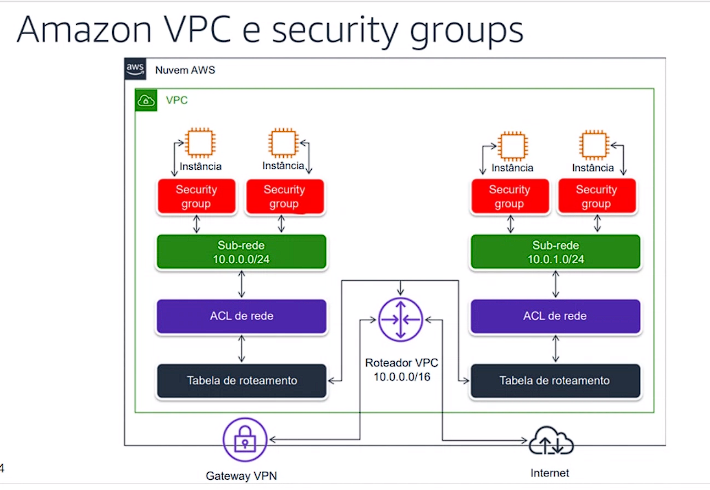 Amazon VPC e security groups
aws
Nuvem AWS
VPC
Instância
Instância
Instância
Instância
Security
group
Security
group
Security
group
Security
group
Sub-rede
10.0.0.0/24
Sub-rede
10.0.1.0/24
ACL de rede
ACL de rede
Roteador VPC
10.0.0.0/16
Tabela de roteamento
Tabela de roteamento
4
Gateway VPN
Internet